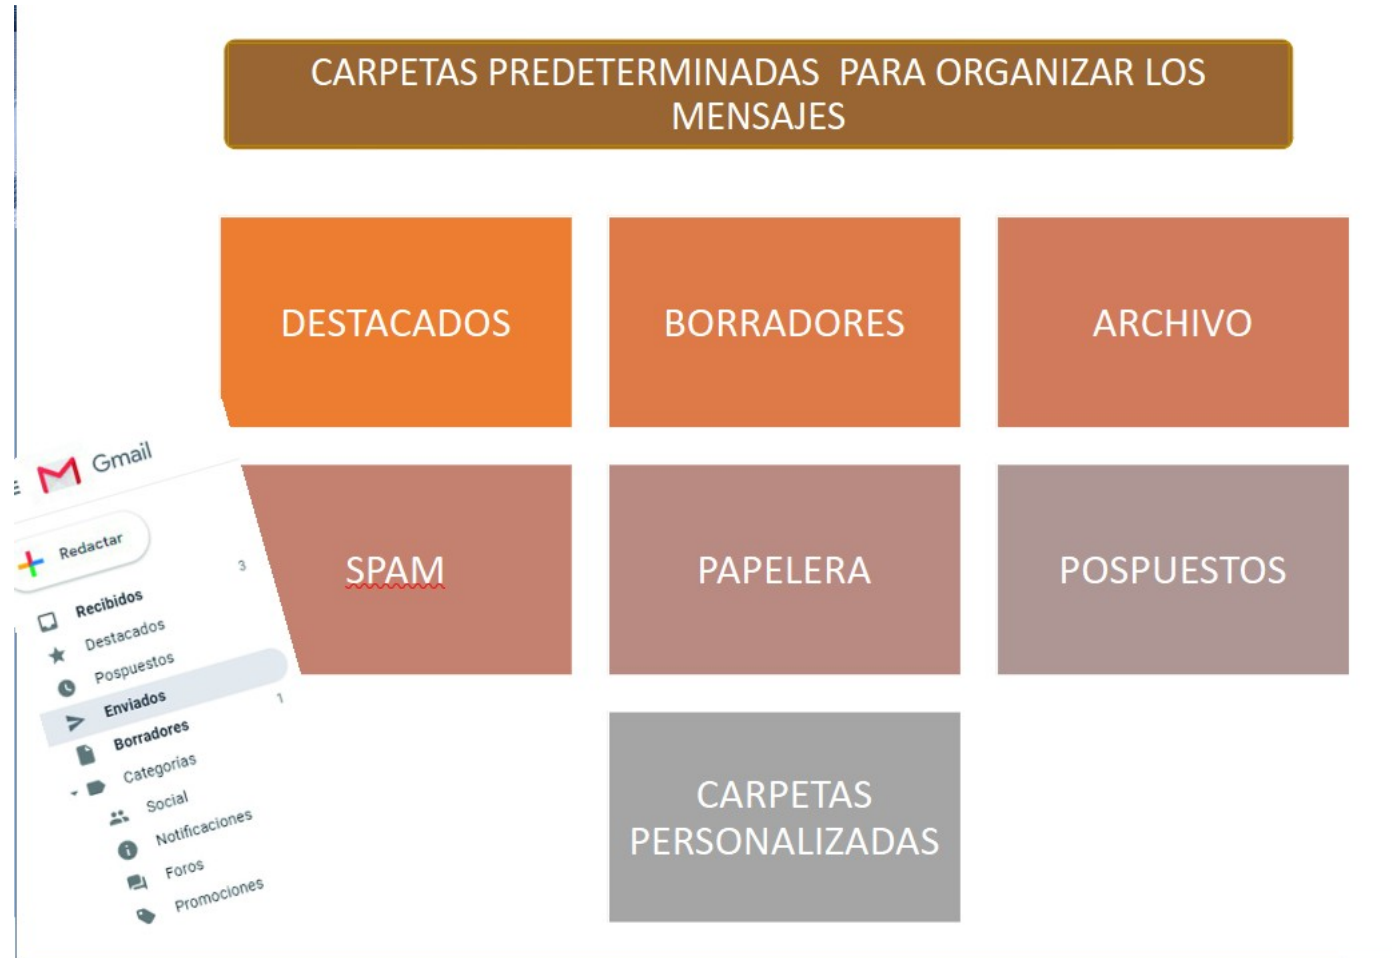 CARPETAS PREDETERMINADAS PARA ORGANIZAR LOS
MENSAJES
DESTACADOS
BORRADORES
ARCHIVO
SPAM
PAPELERA
POSPUESTOS
CARPETAS
PERSONALIZADAS
Gmail
Redactar
Recibidos 3
Destacados
Pospuestos
Enviados
Borradores 1
Categorías
Social
Notificaciones
Foros
Promociones